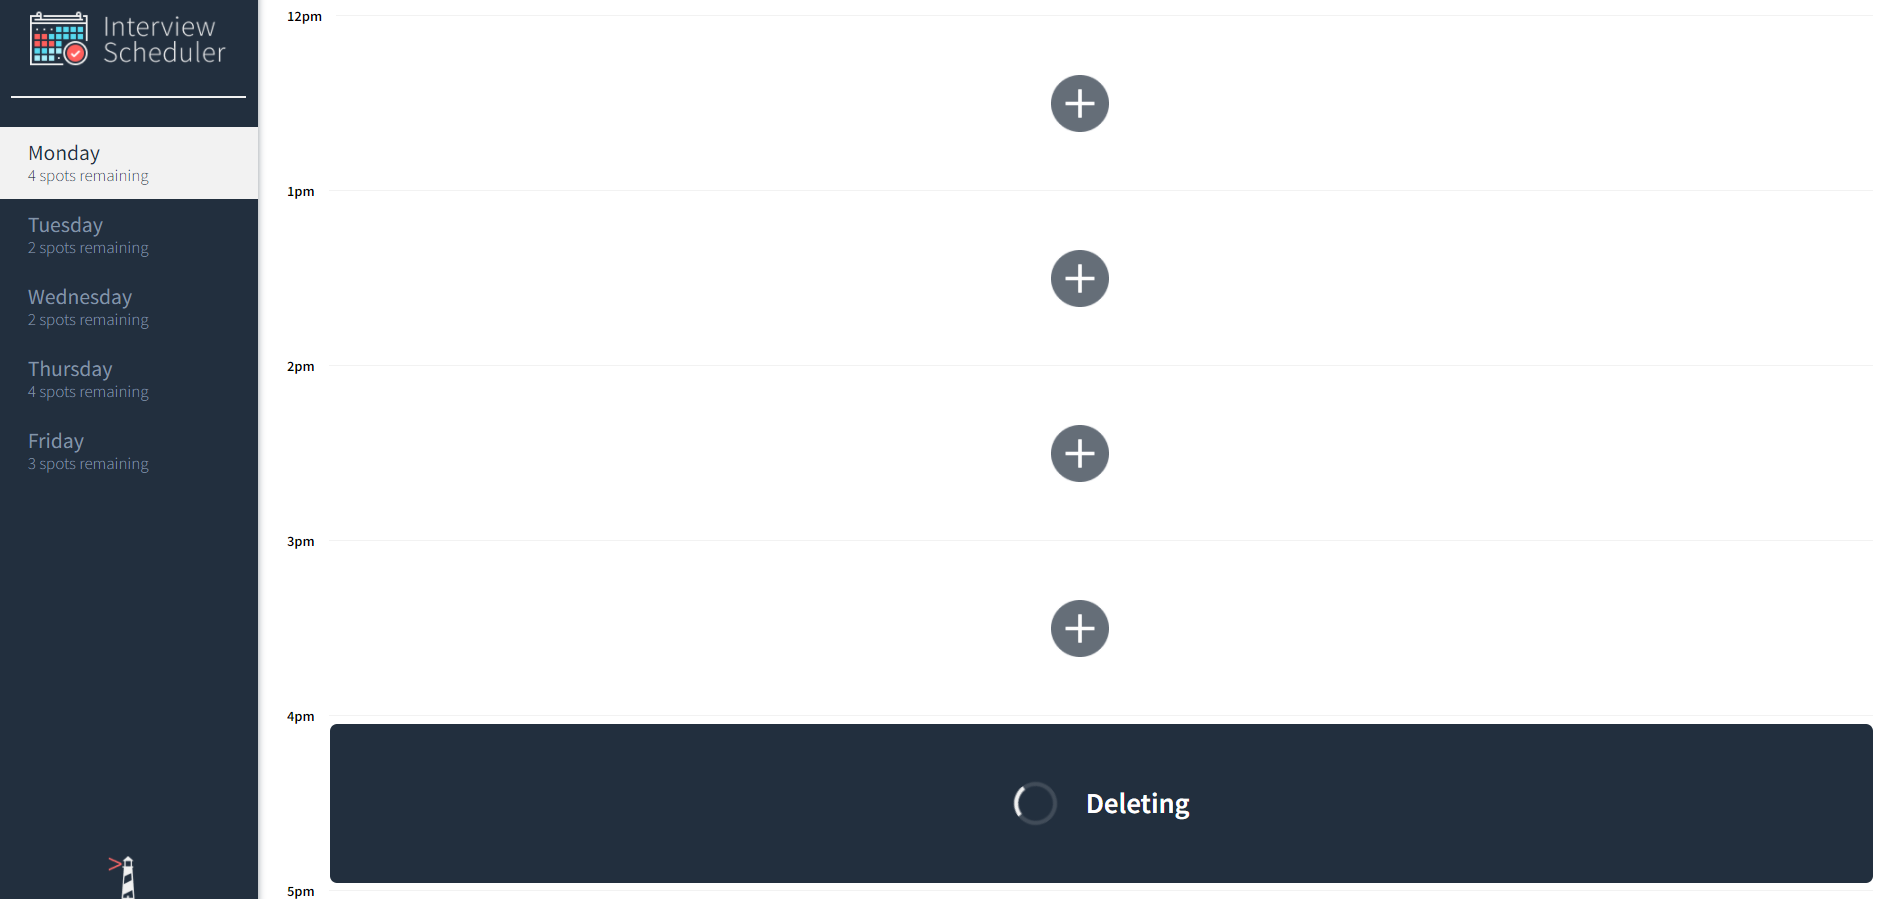 Interview
Scheduler
Monday
4 spots remaining
Tuesday
2 spots remaining
Wednesday
2 spots remaining
Thursday
4 spots remaining
Friday
3 spots remaining
>
12pm
1pm
2pm
3pm
4pm
Deleting
5pm